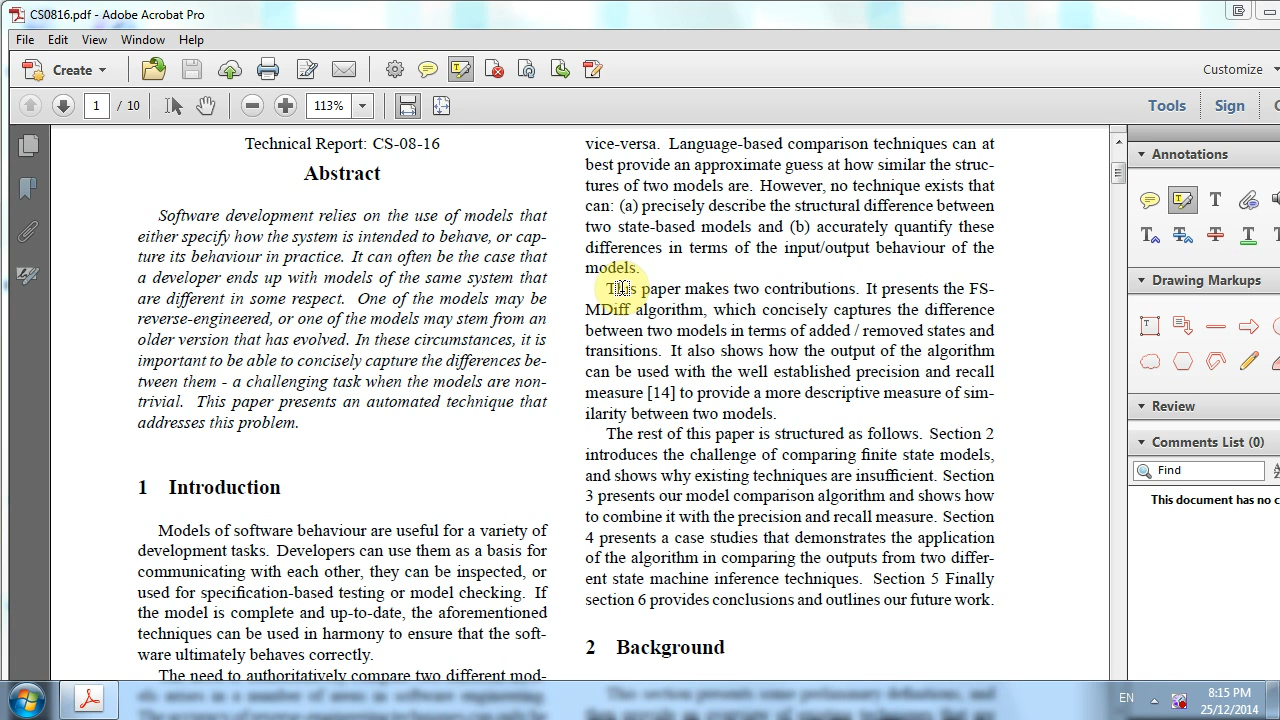 CS0816.pdf - Adobe Acrobat Pro
File Edit View Window Help
Create
Customize
1 / 10
113%
Tools
Sign
Technical Report: CS-08-16
Abstract
Software development relies on the use of models that
either specify how the system is intended to behave, or cap-
ture its behaviour in practice. It can often be the case that
a developer ends up with models of the same system that
are different in some respect. One of the models may be
reverse-engineered, or one of the models may stem from an
older version that has evolved. In these circumstances, it is
important to be able to concisely capture the differences be-
tween them - a challenging task when the models are non-
trivial. This paper presents an automated technique that
addresses this problem.
1 Introduction
Models of software behaviour are useful for a variety of
development tasks. Developers can use them as a basis for
communicating with each other, they can be inspected, or
used for specification-based testing or model checking. If
the model is complete and up-to-date, the aforementioned
techniques can be used in harmony to ensure that the soft-
ware ultimately behaves correctly.
The need to authoritatively compare two different mod-
vice-versa. Language-based comparison techniques can at
best provide an approximate guess at how similar the struc-
tures of two models are. However, no technique exists that
can: (a) precisely describe the structural difference between
two state-based models and (b) accurately quantify these
differences in terms of the input/output behaviour of the
models.
This paper makes two contributions. It presents the FS-
MDiff algorithm, which concisely captures the difference
between two models in terms of added / removed states and
transitions. It also shows how the output of the algorithm
can be used with the well established precision and recall
measure [14] to provide a more descriptive measure of sim-
ilarity between two models.
The rest of this paper is structured as follows. Section 2
introduces the challenge of comparing finite state models,
and shows why existing techniques are insufficient. Section
3 presents our model comparison algorithm and shows how
to combine it with the precision and recall measure. Section
4 presents a case studies that demonstrates the application
of the algorithm in comparing the outputs from two differ-
ent state machine inference techniques. Section 5 Finally
section 6 provides conclusions and outlines our future work.
2 Background
Annotations
Drawing Markups
Review
Comments List (0)
Find
This document has no c
EN
8:15 PM
25/12/2014